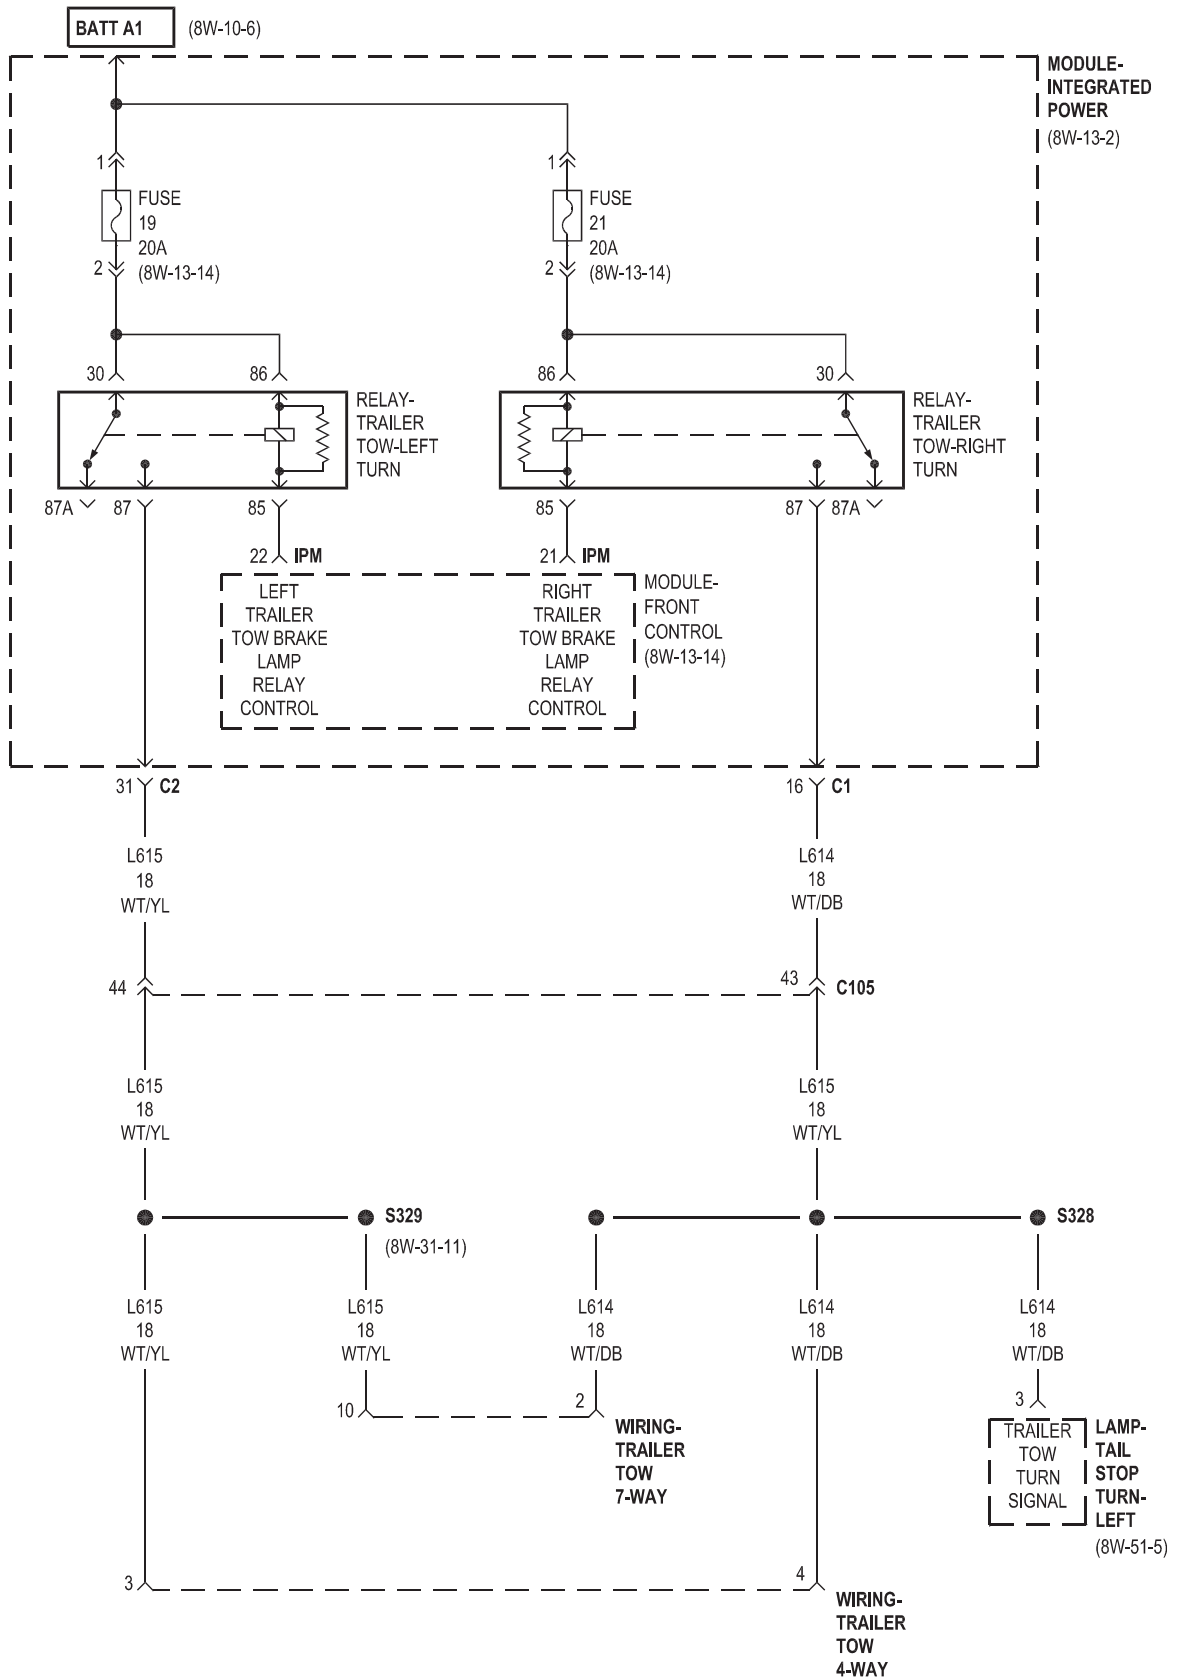 BATT A1 (8W-10-6)
MODULE-
INTEGRATED
POWER
(8W-13-2)
1
FUSE
19
20A
(8W-13-14)
2
1
FUSE
21
20A
(8W-13-14)
2
30
86
RELAY-
TRAILER
TOW-LEFT
TURN
87A
87
85
86
30
RELAY-
TRAILER
TOW-RIGHT
TURN
85
87
87A
22 IPM
21 IPM
LEFT
TRAILER
TOW BRAKE
LAMP
RELAY
CONTROL
RIGHT
TRAILER
TOW BRAKE
LAMP
RELAY
CONTROL
MODULE-
FRONT
CONTROL
(8W-13-14)
31 C2
16 C1
L615
18
WT/YL
L614
18
WT/DB
44
43
C105
L615
18
WT/YL
L615
18
WT/YL
S329
(8W-31-11)
S328
L615
18
WT/YL
L615
18
WT/YL
L614
18
WT/DB
L614
18
WT/DB
L614
18
WT/DB
10
2
WIRING-
TRAILER
TOW
7-WAY
3
TRAILER
TOW
TURN
SIGNAL
LAMP-
TAIL
STOP
TURN-
LEFT
(8W-51-5)
3
4
WIRING-
TRAILER
TOW
4-WAY